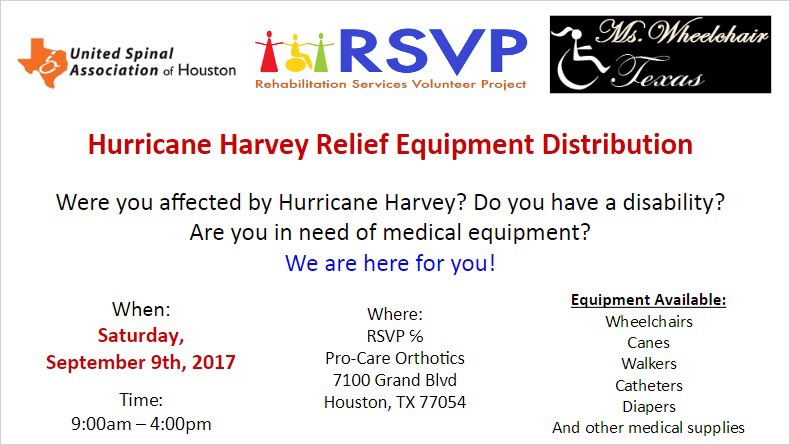 United Spinal
Association of Houston
RSVP
Rehabilitation Services Volunteer Project
Ms. Wheelchair
Texas
Hurricane Harvey Relief Equipment Distribution
Were you affected by Hurricane Harvey? Do you have a disability?
Are you in need of medical equipment?
We are here for you!
When:
Saturday,
September 9th, 2017
Time:
9:00am – 4:00pm
Where:
RSVP ℅
Pro-Care Orthotics
7100 Grand Blvd
Houston, TX 77054
Equipment Available:
Wheelchairs
Canes
Walkers
Catheters
Diapers
And other medical supplies